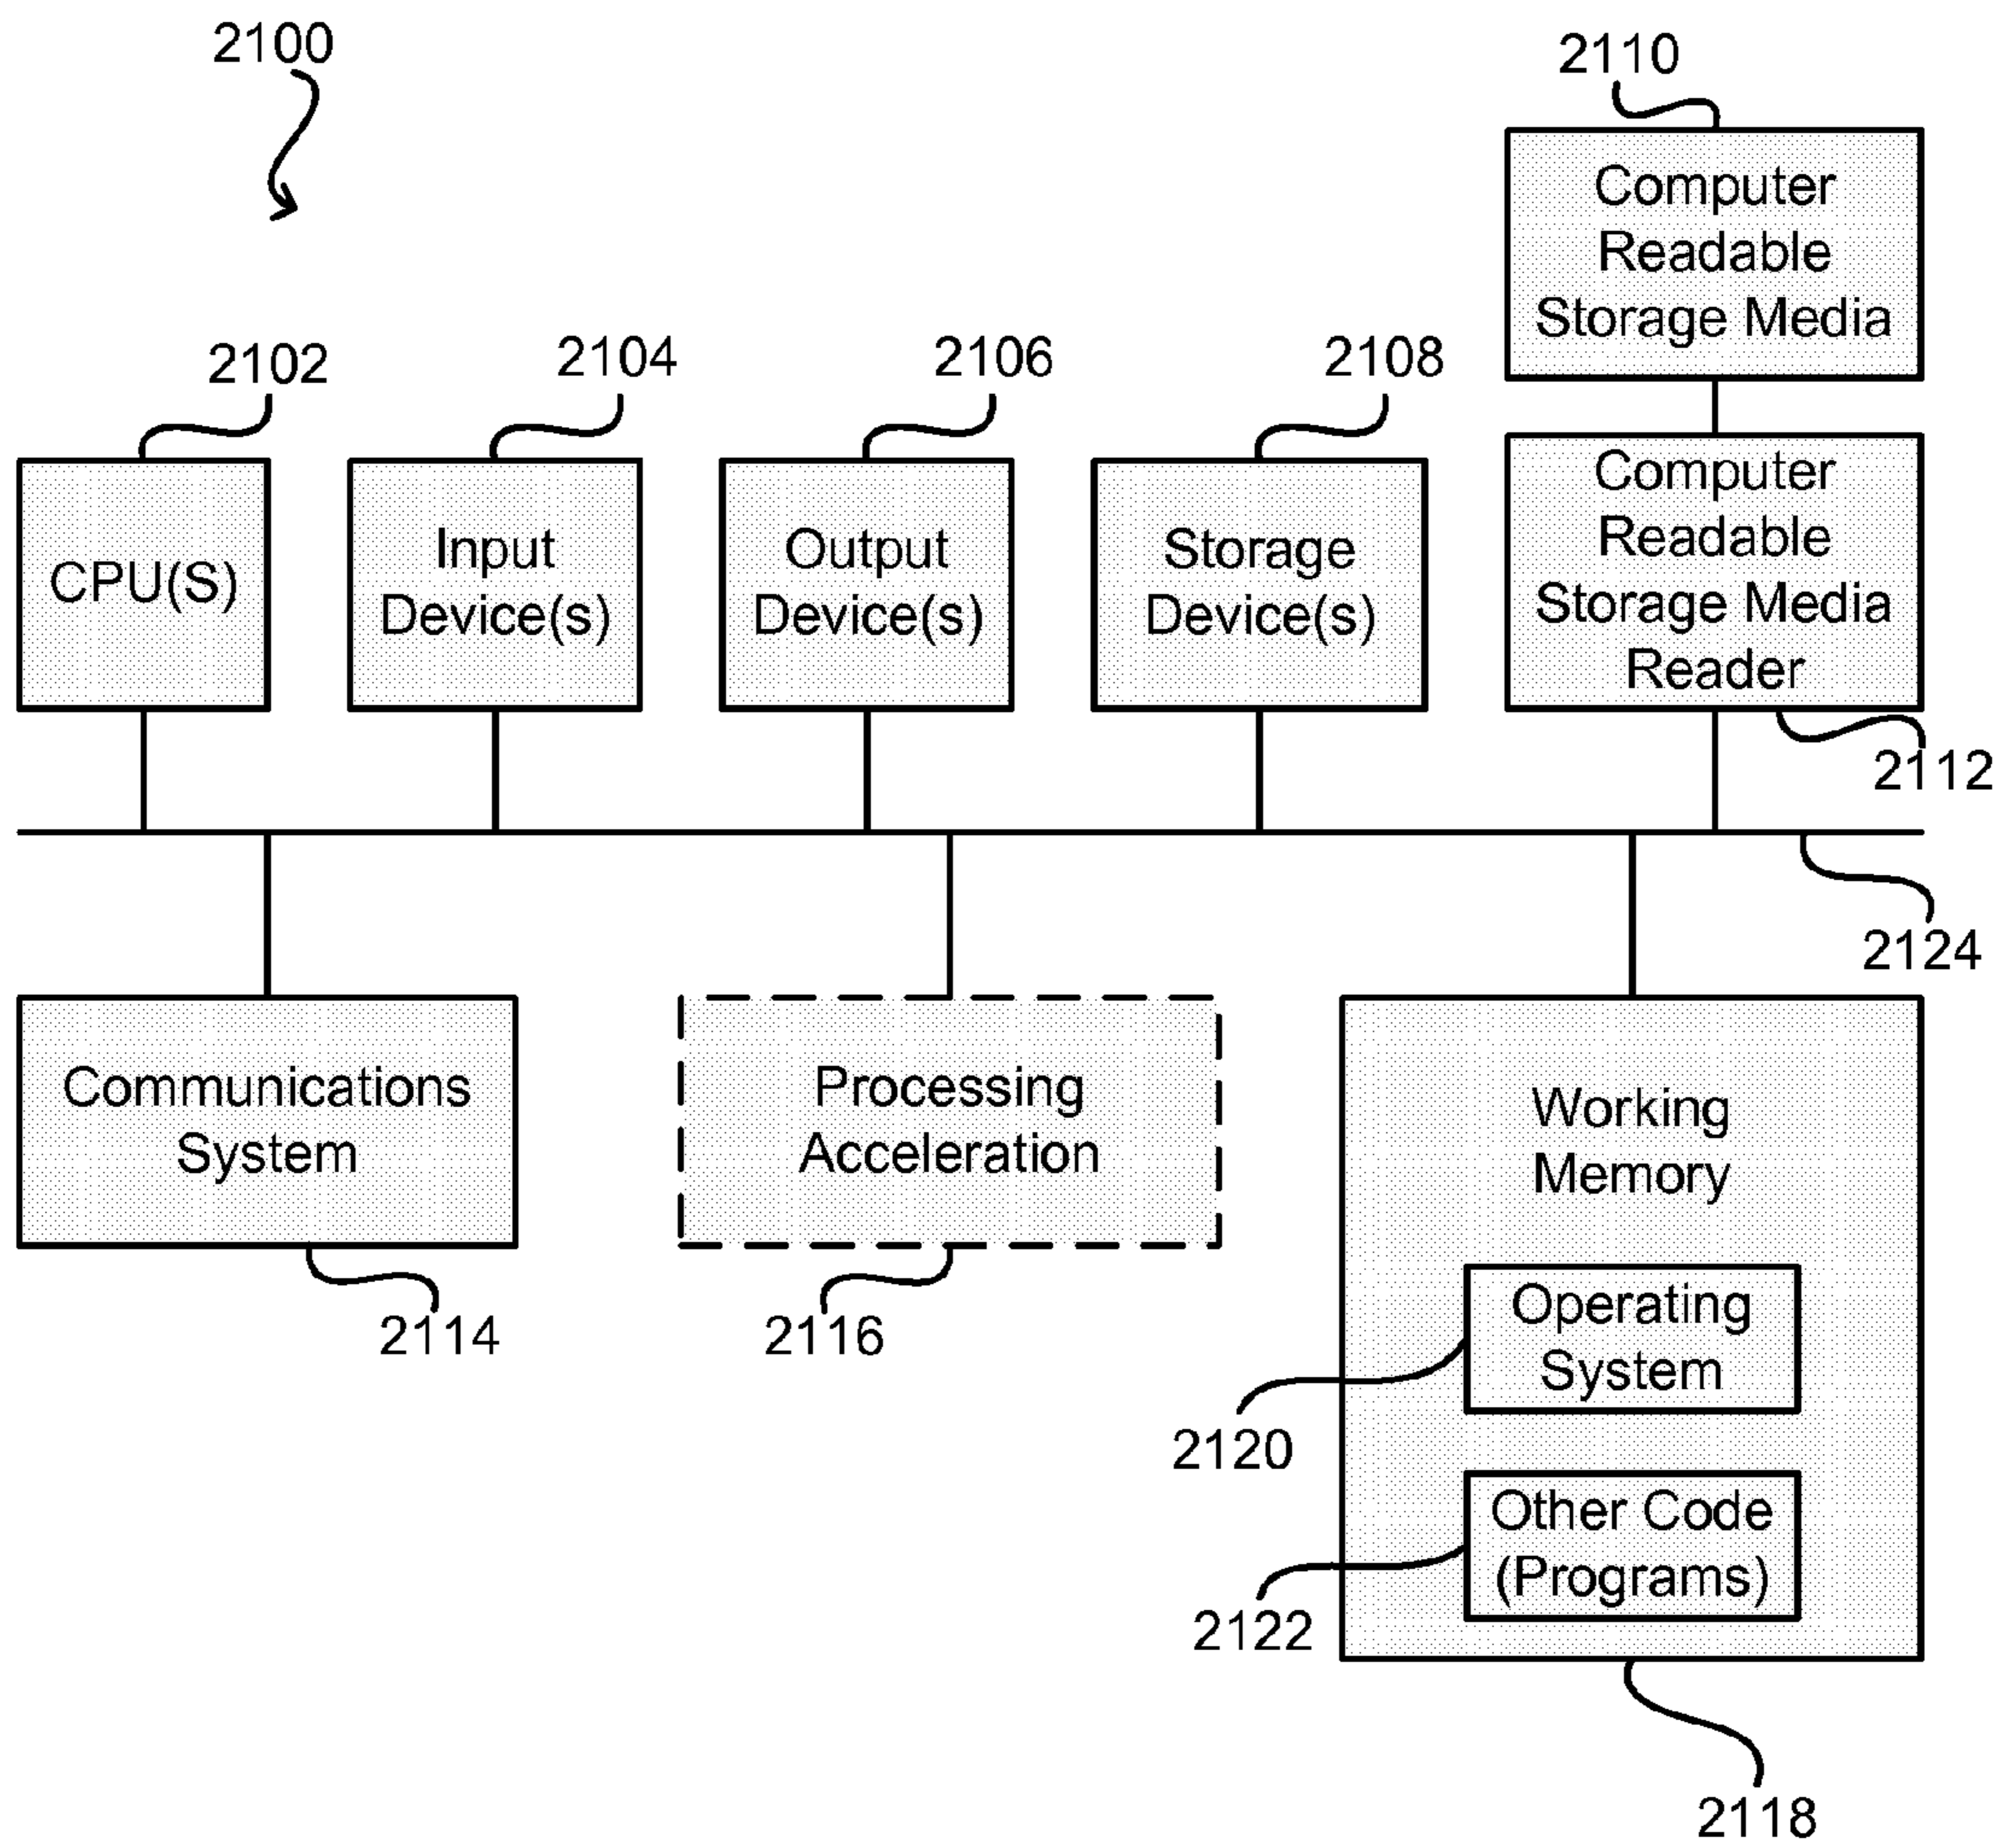 2100
2110
Computer
Readable
Storage Media
2102
2104
2106
2108
CPU(S)
Input
Device(s)
Output
Device(s)
Storage
Device(s)
Computer
Readable
Storage Media
Reader
2112
2124
Communications
System
2114
Processing
Acceleration
2116
Working
Memory
Operating
System
2120
Other Code
(Programs)
2122
2118